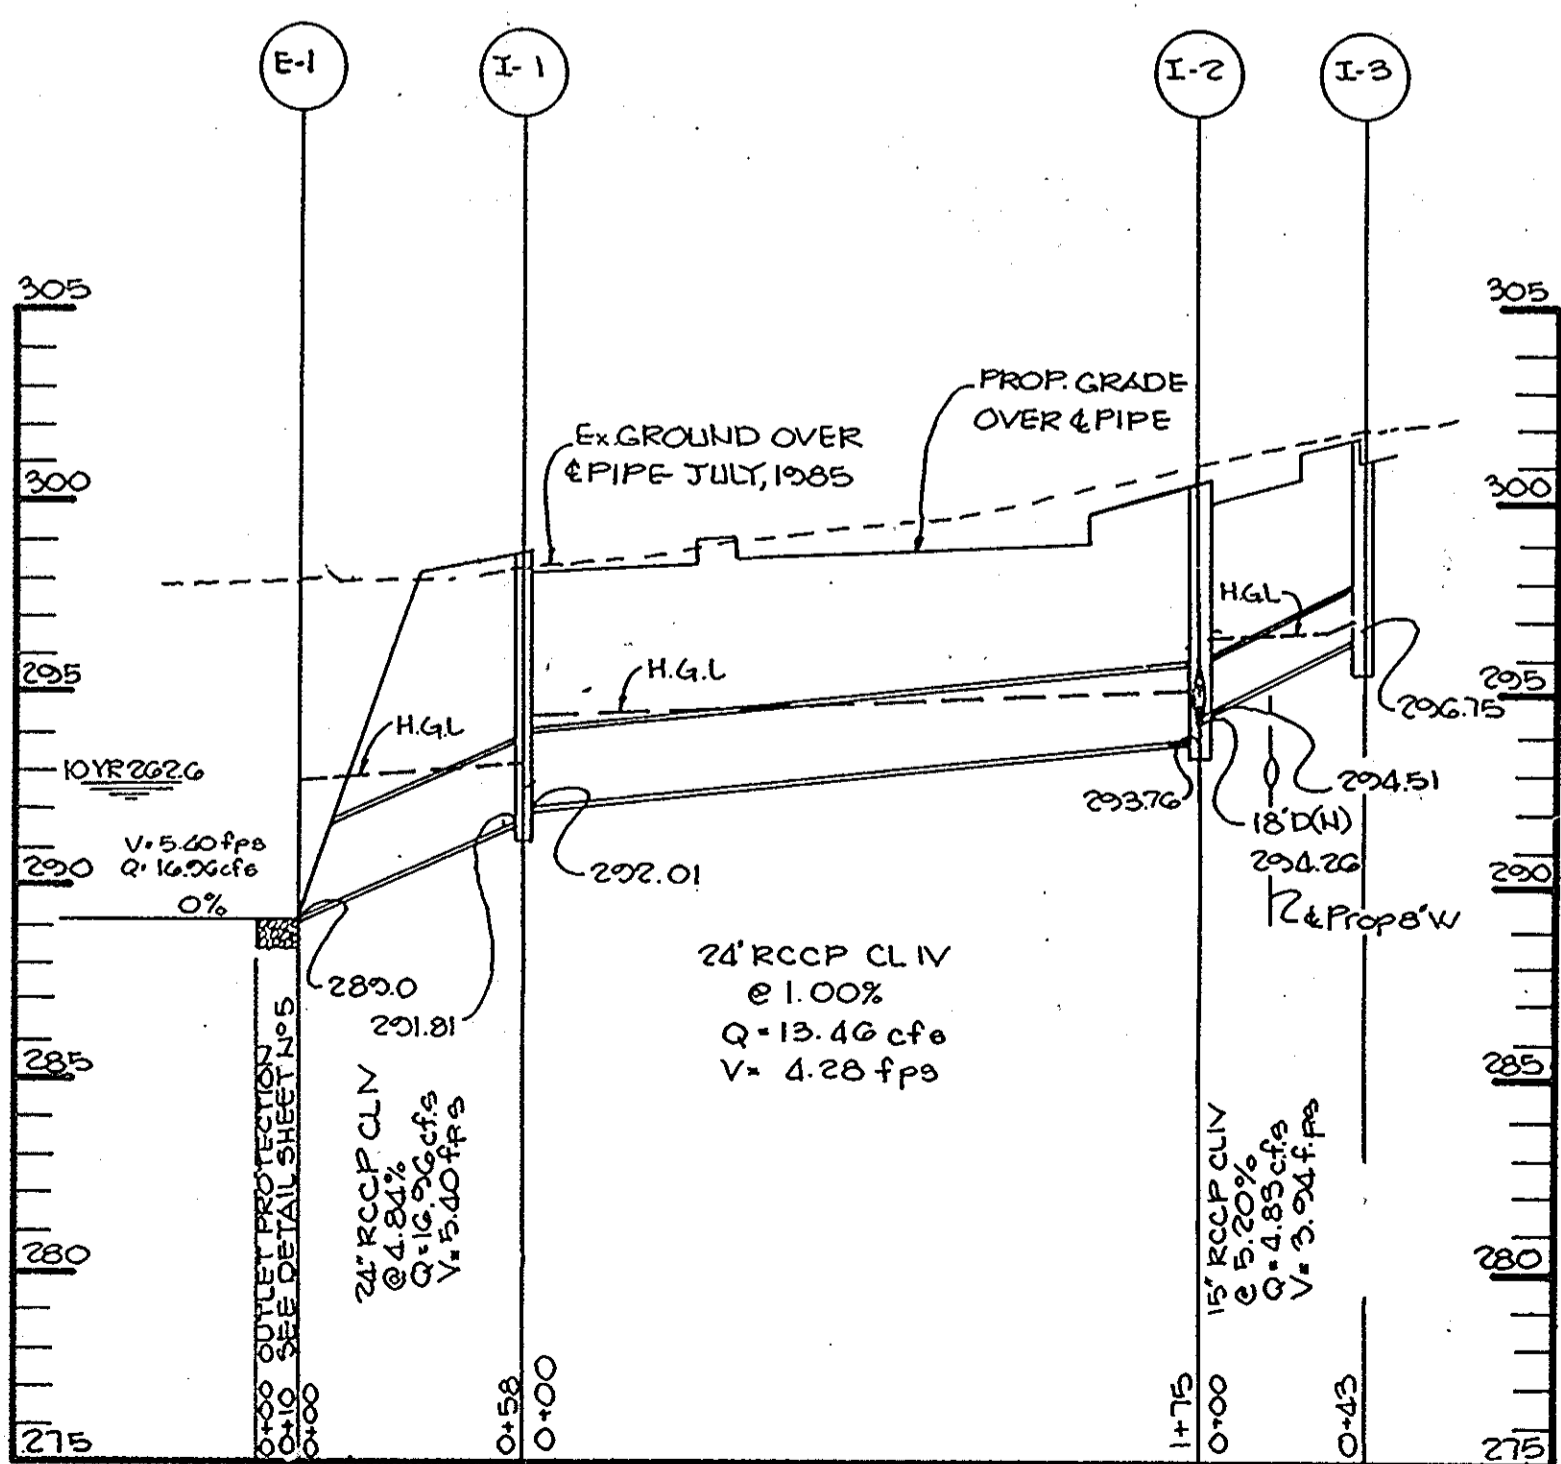 E-1
I-1
I-2
I-3
305
305
PROP. GRADE
OVER ℄ PIPE
Ex. GROUND OVER
℄ PIPE JULY, 1985
300
300
H.G.L
H.G.L
295
295
296.75
H.G.L
10 YR 262.6
293.76
294.51
18" D(N)
294.26
V= 5.40 fps
Q= 16.96 cfs
290
290
0%
292.01
℄ Prop 8" W
289.0
291.81
24" RCCP CL IV
@ 1.00%
Q = 13.46 cfs
V= 4.28 fps
285
285
OUTLET PROTECTION
SEE DETAIL SHEET Nº5
24" RCCP CL IV
@ 4.84%
Q= 16.96 cfs
V= 5.40 fps
15" RCCP CL IV
@ 5.20%
Q= 4.83 cfs
V= 3.94 f.ps
280
280
0+00
0+10
0+00
0+58
0+00
1+75
0+00
0+43
275
275